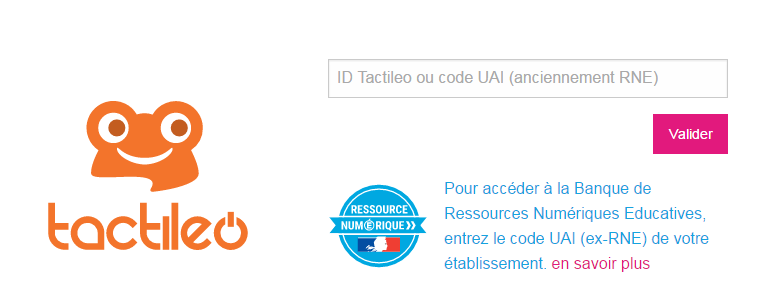 ID Tactileo ou code UAI (anciennement RNE)
Valider
tactileo
RESSOURCE
NUMÉRIQUE
Pour accéder à la Banque de
Ressources Numériques Educatives,
entrez le code UAI (ex-RNE) de votre
établissement. en savoir plus